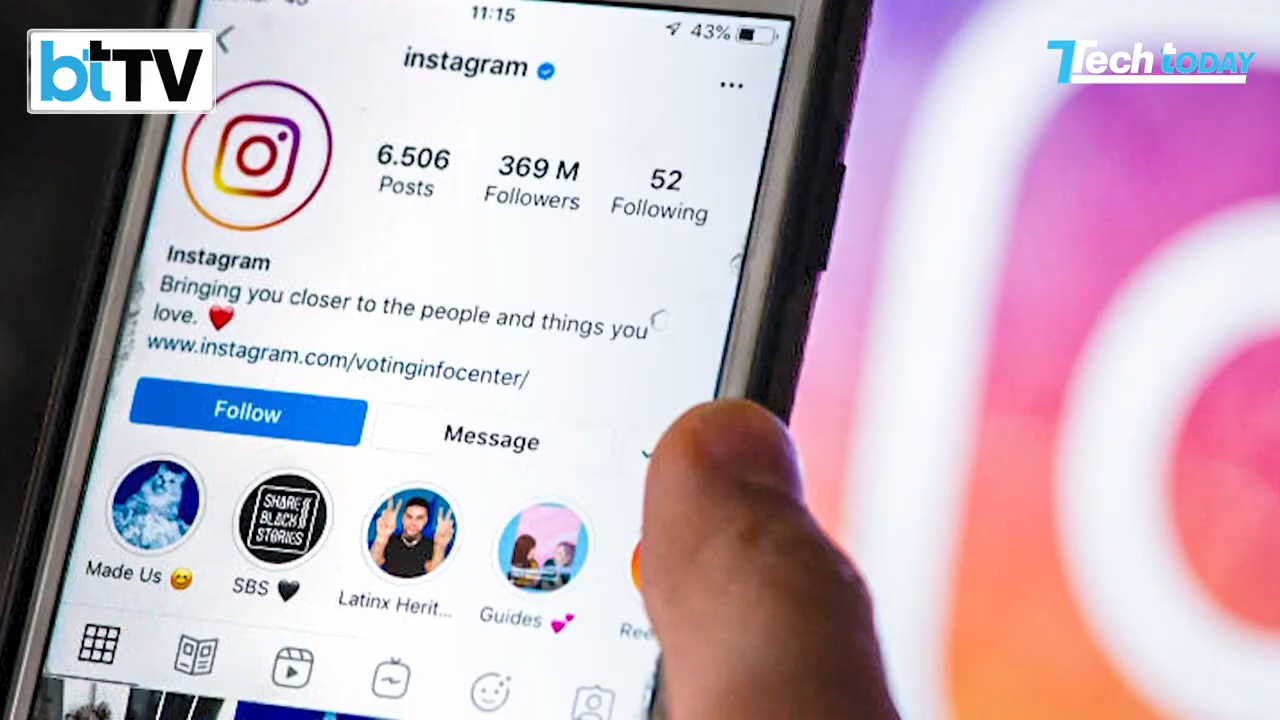 11:15
43%
btTV
Tech today
instagram
6.506
369 M
52
Posts
Followers
Following
Instagram
Bringing you closer to the people and things you
love. ❤️
www.instagram.com/votinginfocenter/
Follow
Message
SHARE
BLACK
STORIES
Made Us 😊
SBS 🖤
Latinx Herit...
Guides 💕
Ree